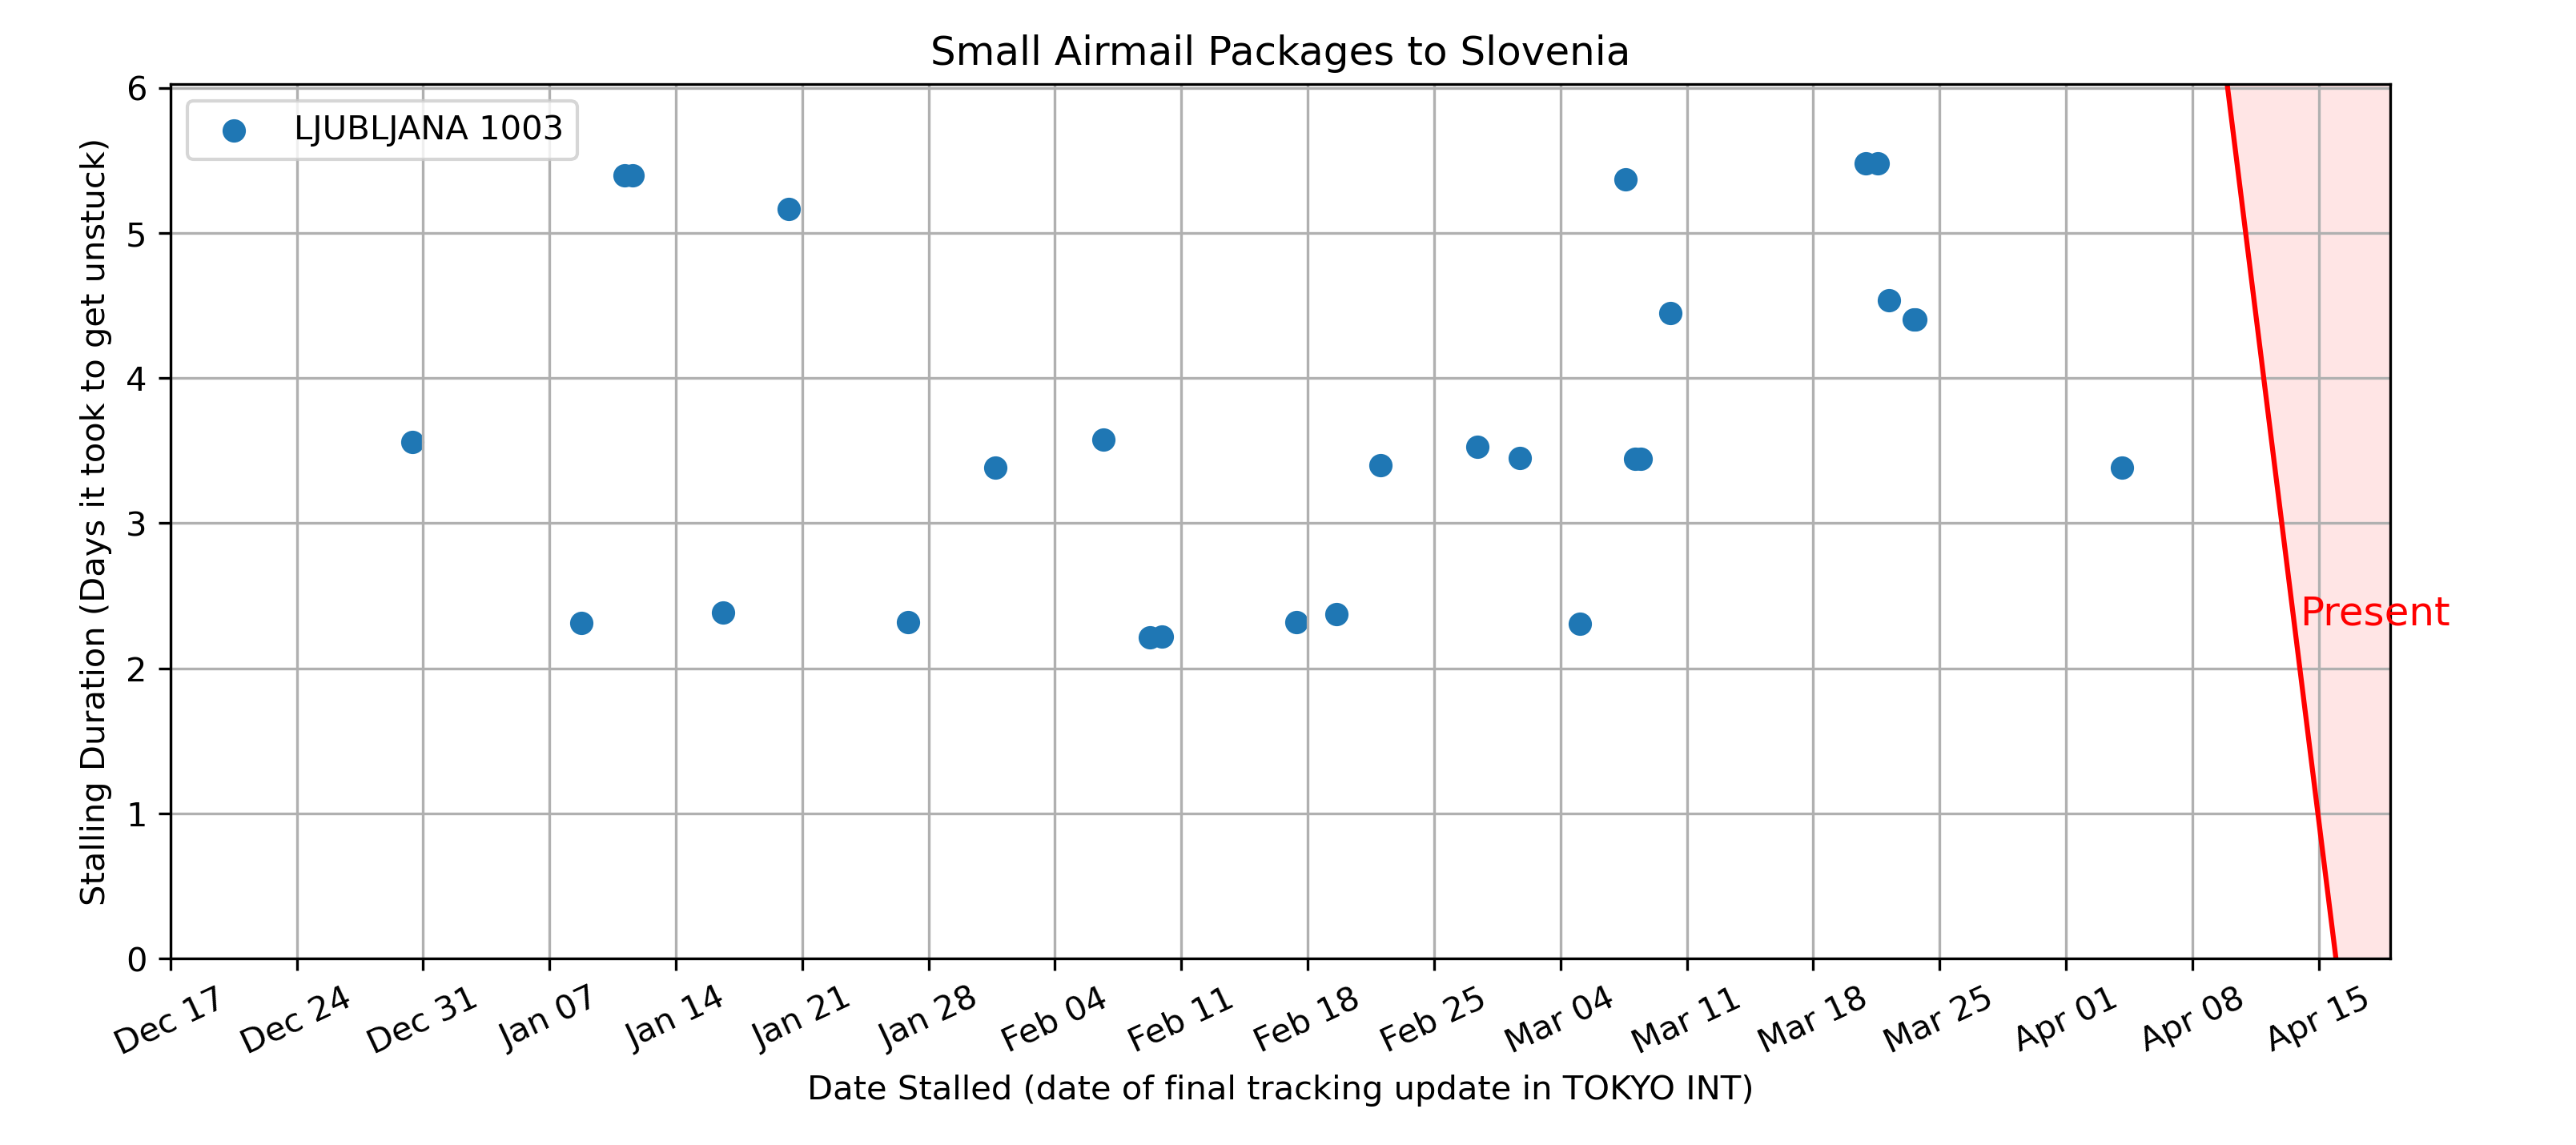 Small Airmail Packages to Slovenia
LJUBLJANA 1003
Stalling Duration (Days it took to get unstuck)
6
5
4
3
2
1
0
Present
Dec 17 Dec 24 Dec 31 Jan 07 Jan 14 Jan 21 Jan 28 Feb 04 Feb 11 Feb 18 Feb 25 Mar 04 Mar 11 Mar 18 Mar 25 Apr 01 Apr 08 Apr 15
Date Stalled (date of final tracking update in TOKYO INT)